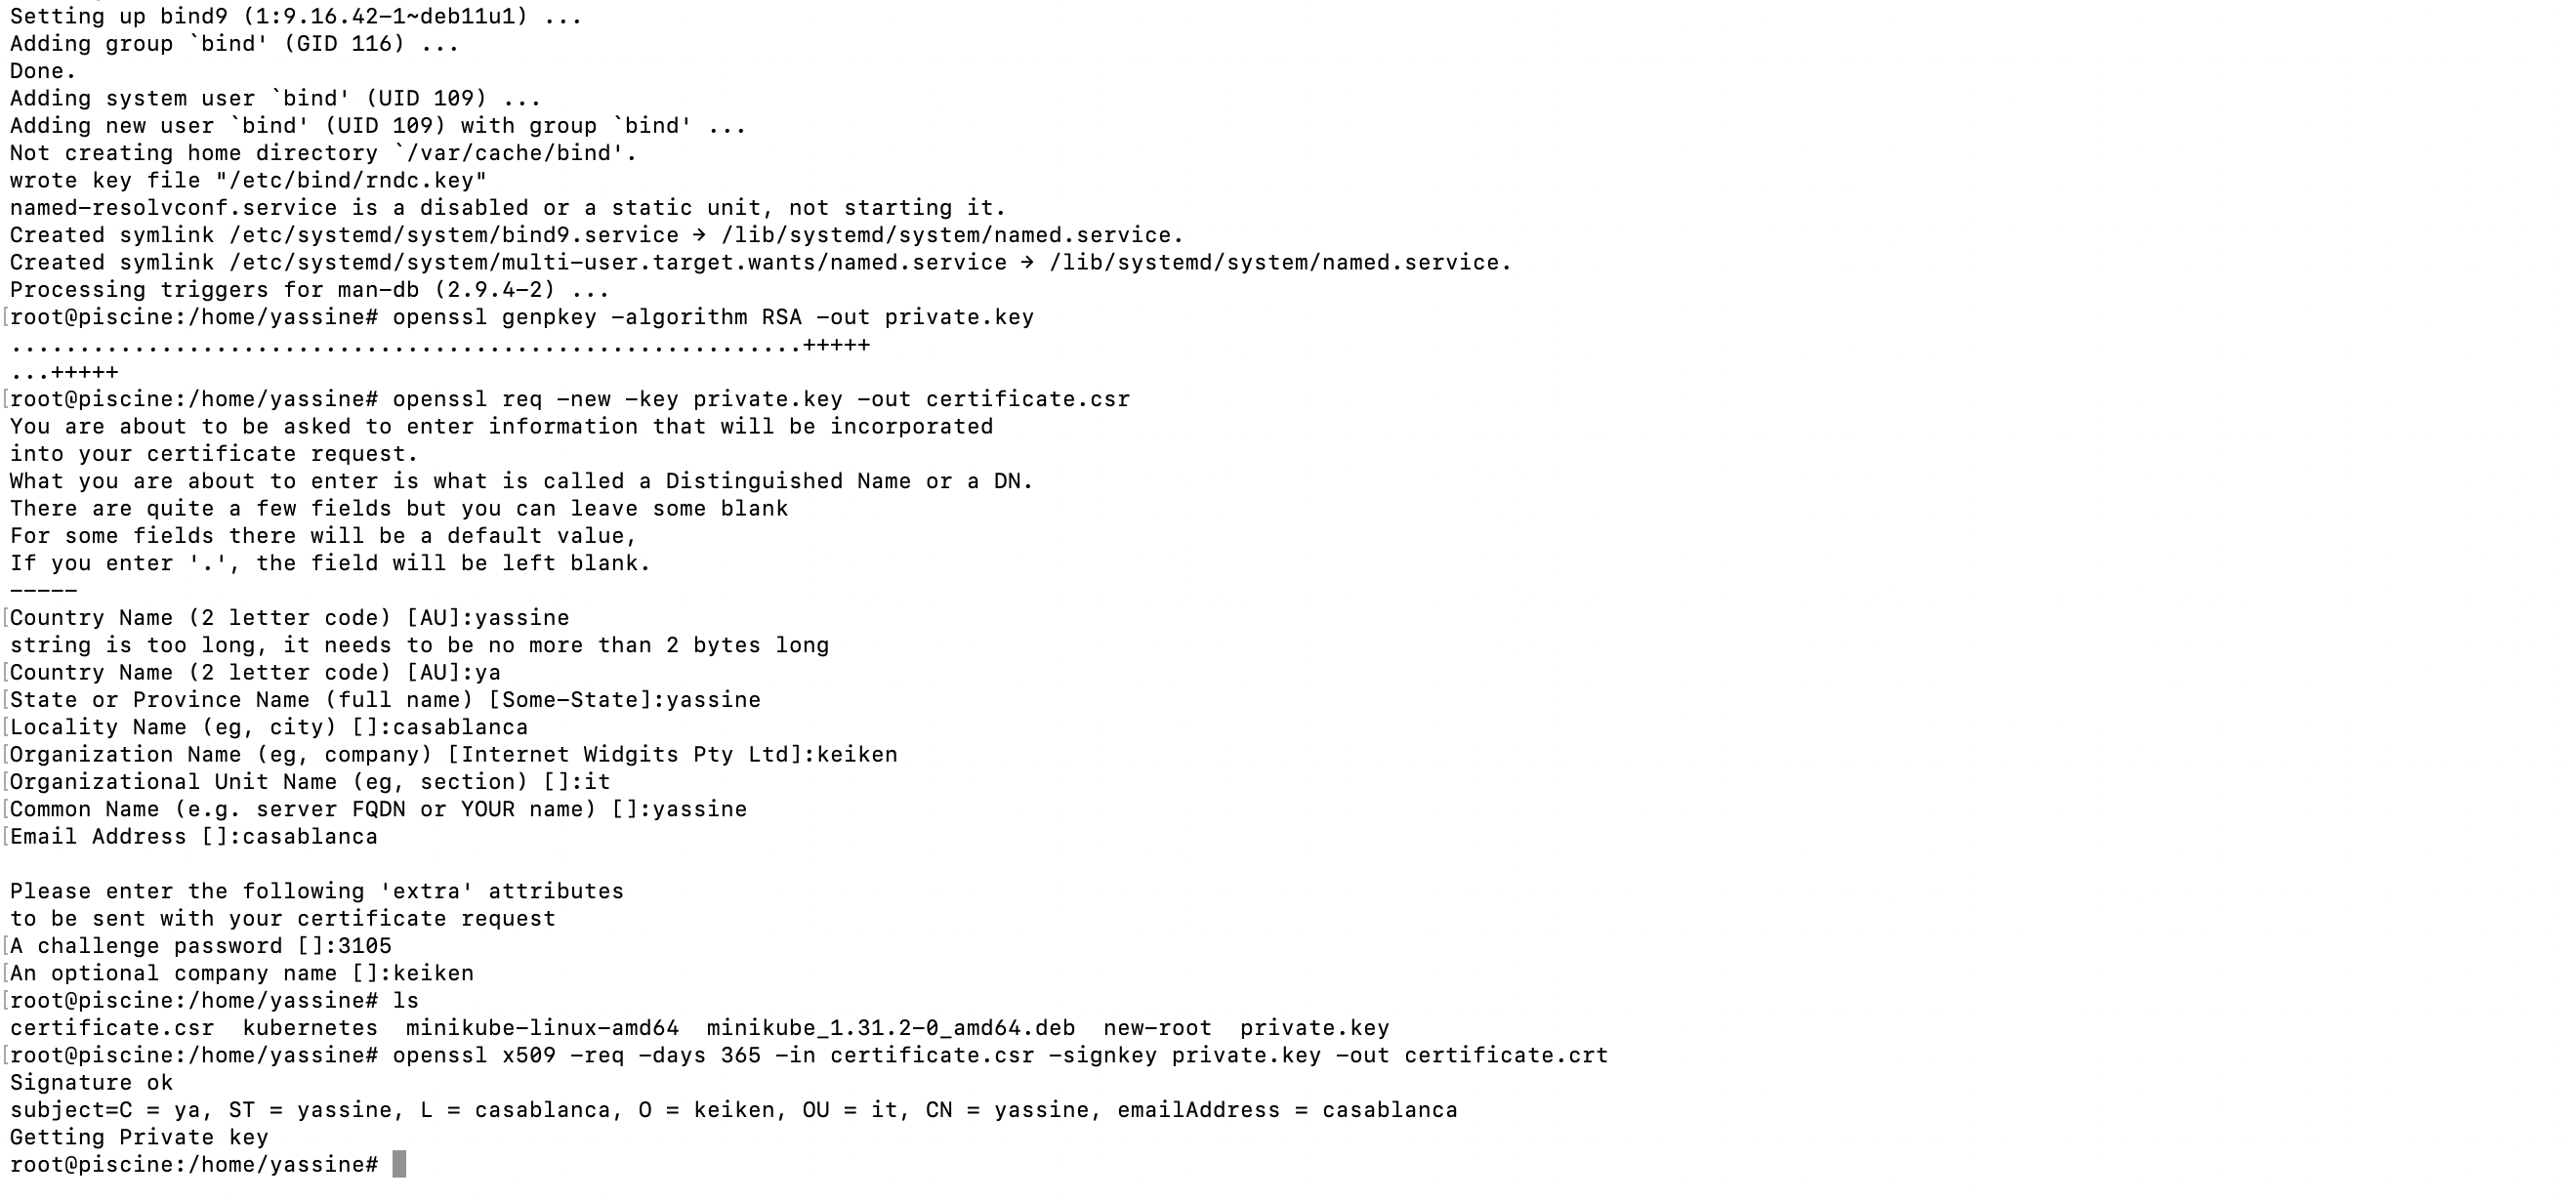 Setting up bind9 (1:9.16.42-1~deb11u1) ...
Adding group `bind' (GID 116) ...
Done.
Adding system user `bind' (UID 109) ...
Adding new user `bind' (UID 109) with group `bind' ...
Not creating home directory `/var/cache/bind'.
wrote key file "/etc/bind/rndc.key"
named-resolvconf.service is a disabled or a static unit, not starting it.
Created symlink /etc/systemd/system/bind9.service → /lib/systemd/system/named.service.
Created symlink /etc/systemd/system/multi-user.target.wants/named.service → /lib/systemd/system/named.service.
Processing triggers for man-db (2.9.4-2) ...
[root@piscine:/home/yassine# openssl genpkey -algorithm RSA -out private.key
..........................................................+++++
...+++++
[root@piscine:/home/yassine# openssl req -new -key private.key -out certificate.csr
You are about to be asked to enter information that will be incorporated
into your certificate request.
What you are about to enter is what is called a Distinguished Name or a DN.
There are quite a few fields but you can leave some blank
For some fields there will be a default value,
If you enter '.', the field will be left blank.
-----
[Country Name (2 letter code) [AU]:yassine
string is too long, it needs to be no more than 2 bytes long
[Country Name (2 letter code) [AU]:ya
[State or Province Name (full name) [Some-State]:yassine
[Locality Name (eg, city) []:casablanca
[Organization Name (eg, company) [Internet Widgits Pty Ltd]:keiken
[Organizational Unit Name (eg, section) []:it
[Common Name (e.g. server FQDN or YOUR name) []:yassine
[Email Address []:casablanca
Please enter the following 'extra' attributes
to be sent with your certificate request
[A challenge password []:3105
[An optional company name []:keiken
[root@piscine:/home/yassine# ls
certificate.csr  kubernetes  minikube-linux-amd64  minikube_1.31.2-0_amd64.deb  new-root  private.key
[root@piscine:/home/yassine# openssl x509 -req -days 365 -in certificate.csr -signkey private.key -out certificate.crt
Signature ok
subject=C = ya, ST = yassine, L = casablanca, O = keiken, OU = it, CN = yassine, emailAddress = casablanca
Getting Private key
root@piscine:/home/yassine#